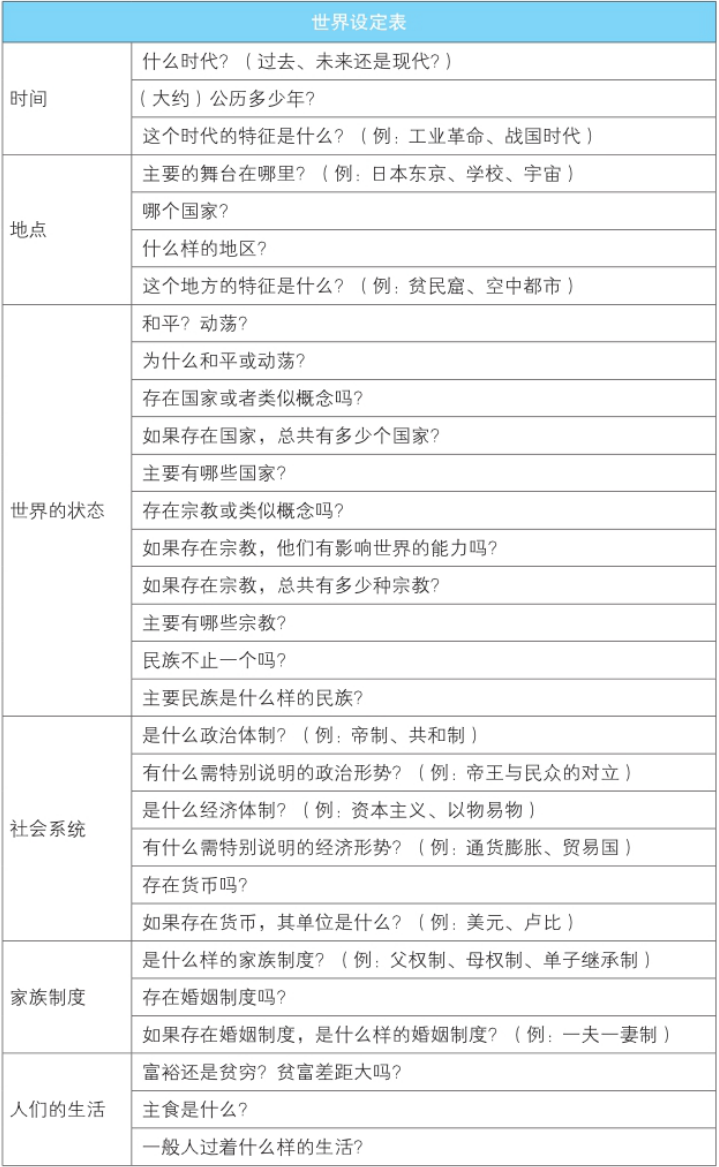 世界设定表
时间
什么时代？（过去、未来还是现代？）
（大约）公历多少年？
这个时代的特征是什么？（例：工业革命、战国时代）
地点
主要的舞台在哪里？（例：日本东京、学校、宇宙）
哪个国家？
什么样的地区？
这个地方的特征是什么？（例：贫民窟、空中都市）
世界的状态
和平？动荡？
为什么和平或动荡？
存在国家或者类似概念吗？
如果存在国家，总共有多少个国家？
主要有哪些国家？
存在宗教或类似概念吗？
如果存在宗教，他们有影响世界的能力吗？
如果存在宗教，总共有多少种宗教？
主要有哪些宗教？
民族不止一个吗？
主要民族是什么样的民族？
社会系统
是什么政治体制？（例：帝制、共和制）
有什么需特别说明的政治形势？（例：帝王与民众的对立）
是什么经济体制？（例：资本主义、以物易物）
有什么需特别说明的经济形势？（例：通货膨胀、贸易国）
存在货币吗？
如果存在货币，其单位是什么？（例：美元、卢比）
家族制度
是什么样的家族制度？（例：父权制、母权制、单子继承制）
存在婚姻制度吗？
如果存在婚姻制度，是什么样的婚姻制度？（例：一夫一妻制）
人们的生活
富裕还是贫穷？贫富差距大吗？
主食是什么？
一般人过着什么样的生活？